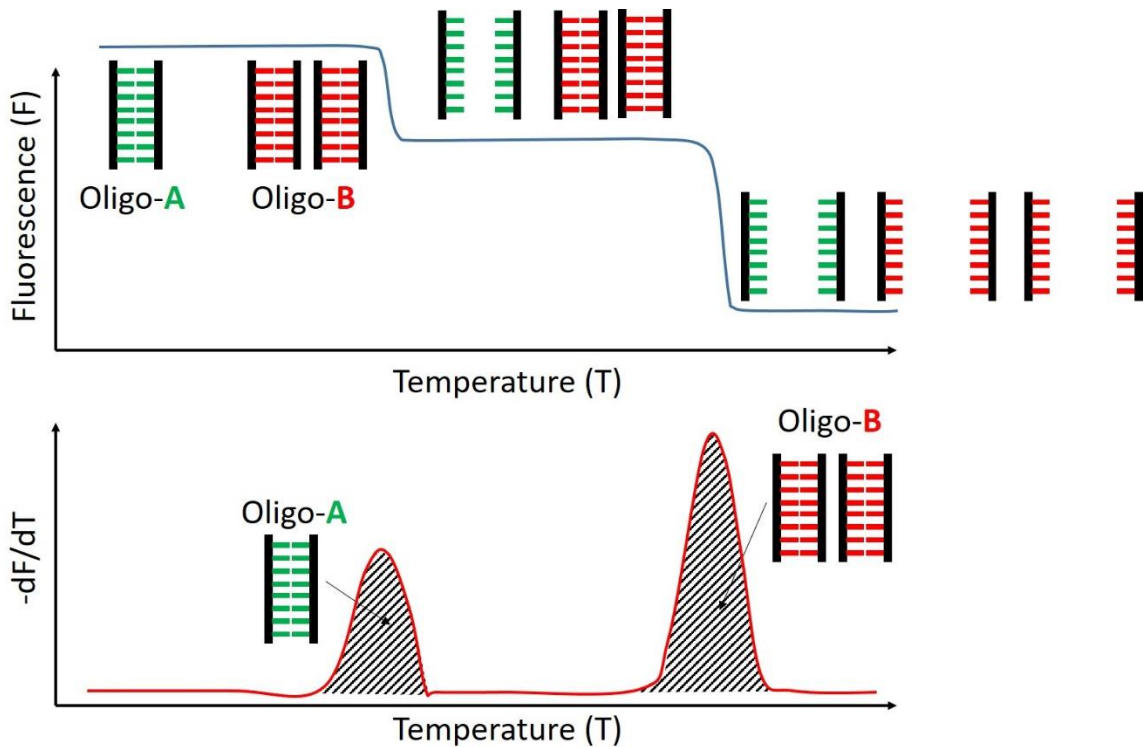 Fluorescence (F)
Oligo-A
Oligo-B
Temperature (T)
-dF/dT
Oligo-A
Oligo-B
Temperature (T)